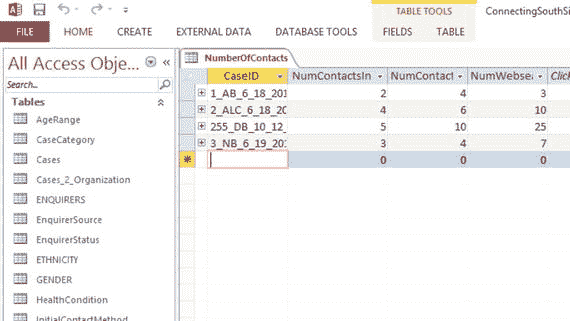 TABLE TOOLS
ConnectingSouthSi
FILE HOME CREATE EXTERNAL DATA DATABASE TOOLS FIELDS TABLE
All Access Obje...
Search...
Tables
AgeRange
CaseCategory
Cases
Cases_2_Organization
ENQUIRERS
EnquirerSource
EnquirerStatus
ETHNICITY
GENDER
HealthCondition
InitialContactMethod
NumberOfContacts
CaseID NumContactsIn NumContact NumWebsea Click
1_AB_6_18_201 2 4 3
2_ALC_6_18_20 4 6 10
255_DB_10_12_ 5 10 25
3_NB_6_19_201 3 4 7
0 0 0